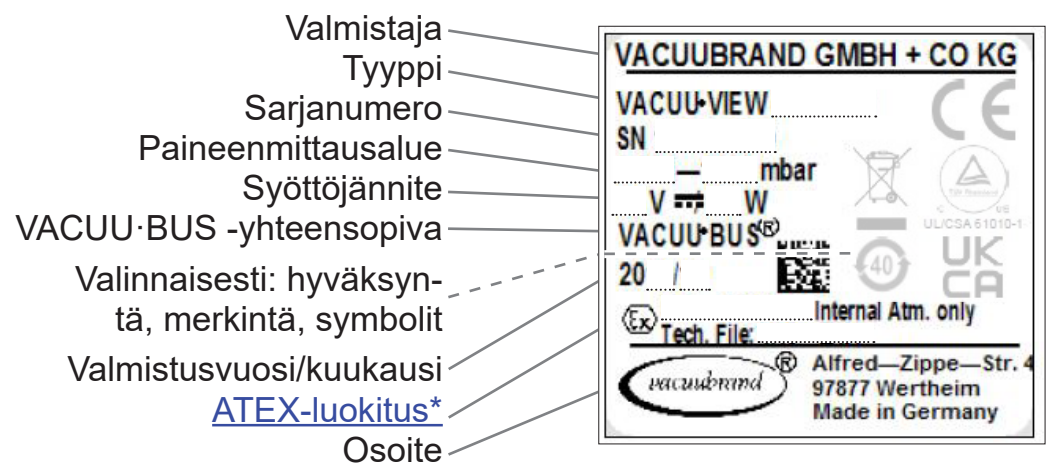 Valmistaja
Tyyppi
Sarjanumero
Paineenmittausalue
Syöttöjännite
VACUU·BUS -yhteensopiva
Valinnaisesti: hyväksyn-
tä, merkintä, symbolit
Valmistusvuosi/kuukausi
ATEX-luokitus*
Osoite
VACUUBRAND GMBH + CO KG
VACUU•VIEW
CE
SN
— mbar
V ⎓/ W
VACUU•BUS®
UL/CSA 61010-1
40
UK
CA
20 /
Ex Internal Atm. only
Tech. File:
vacuubrand ®
Alfred—Zippe—Str. 4
97877 Wertheim
Made in Germany